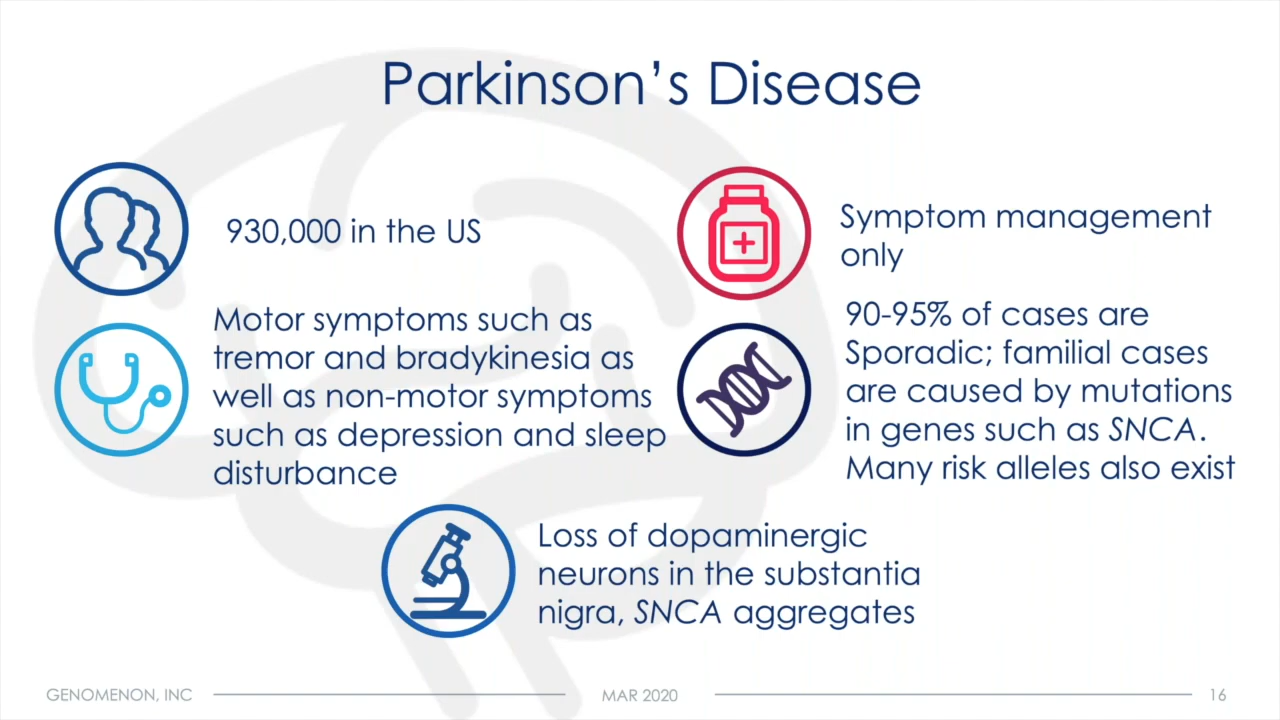 Parkinson's Disease
930,000 in the US
Motor symptoms such as
tremor and bradykinesia as
well as non-motor symptoms
such as depression and sleep
disturbance
Symptom management
only
90-95% of cases are
Sporadic; familial cases
are caused by mutations
in genes such as SNCA.
Many risk alleles also exist
Loss of dopaminergic
neurons in the substantia
nigra, SNCA aggregates
GENOMENON, INC
MAR 2020
16